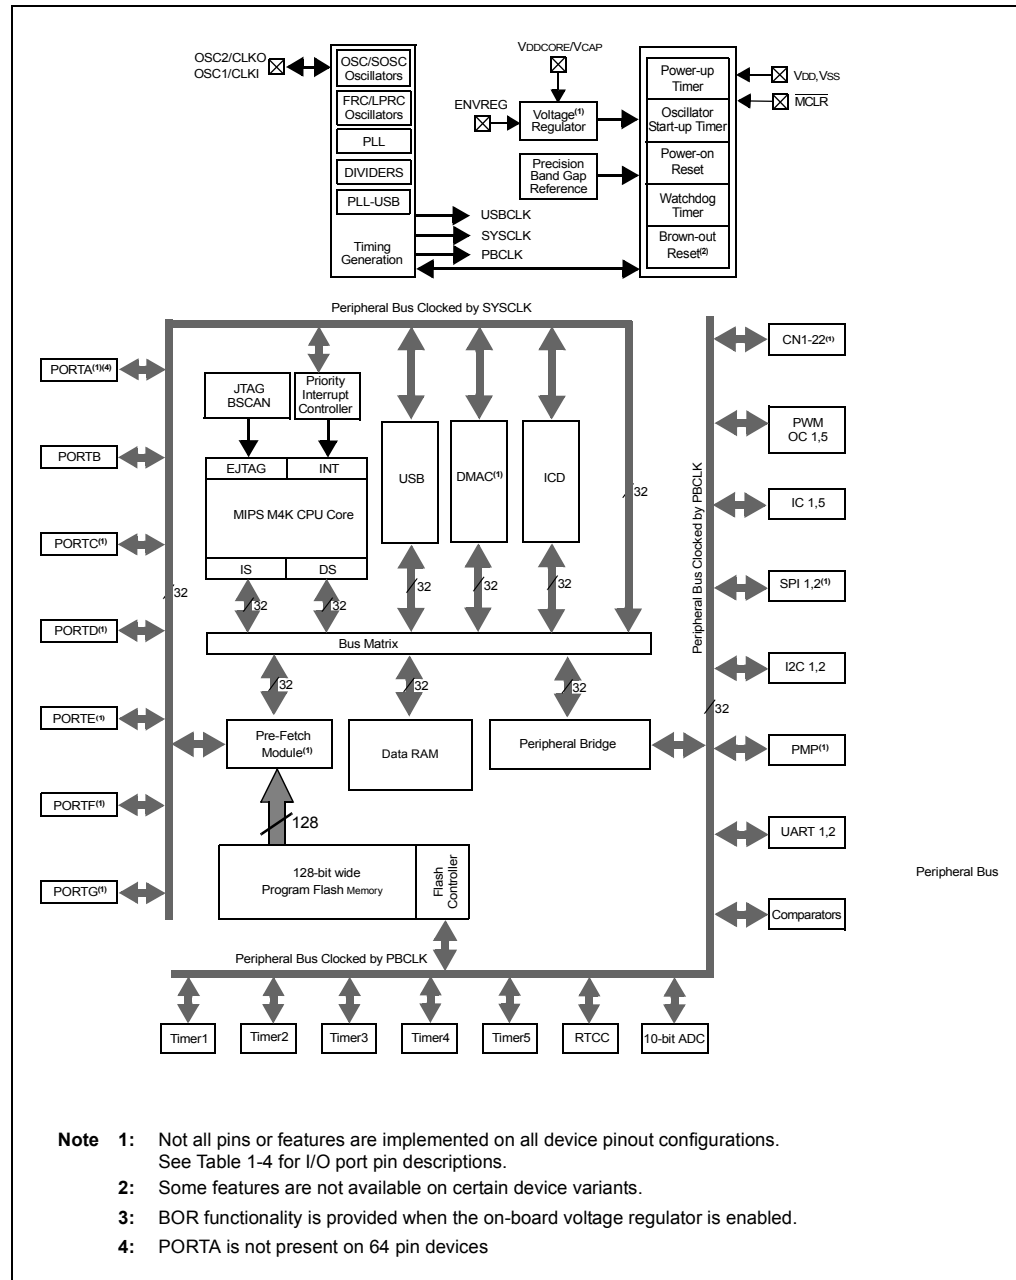 OSC2/CLKO
OSC1/CLKI
OSC/SOSC
Oscillators
FRC/LPRC
Oscillators
PLL
DIVIDERS
PLL-USB
Timing
Generation
USBCLK
SYSCLK
PBCLK
VDDCORE/VCAP
ENVREG
Voltage(1)
Regulator
Precision
Band Gap
Reference
Power-up
Timer
Oscillator
Start-up Timer
Power-on
Reset
Watchdog
Timer
Brown-out
Reset(2)
VDD,VSS
MCLR
Peripheral Bus Clocked by SYSCLK
PORTA(1)(4)
PORTB
PORTC(1)
PORTD(1)
PORTE(1)
PORTF(1)
PORTG(1)
32
JTAG
BSCAN
Priority
Interrupt
Controller
EJTAG
INT
MIPS M4K CPU Core
IS
DS
32
32
USB
DMAC(1)
ICD
32
32
32
32
Bus Matrix
32
32
32
Pre-Fetch
Module(1)
Data RAM
Peripheral Bridge
128
128-bit wide
Program Flash Memory
Flash
Controller
Peripheral Bus Clocked by PBCLK
32
CN1-22(1)
PWM
OC 1,5
IC 1,5
SPI 1,2(1)
I2C 1,2
PMP(1)
UART 1,2
Comparators
Peripheral Bus
Peripheral Bus Clocked by PBCLK
Timer1
Timer2
Timer3
Timer4
Timer5
RTCC
10-bit ADC
Note 1: Not all pins or features are implemented on all device pinout configurations.
See Table 1-4 for I/O port pin descriptions.
2: Some features are not available on certain device variants.
3: BOR functionality is provided when the on-board voltage regulator is enabled.
4: PORTA is not present on 64 pin devices